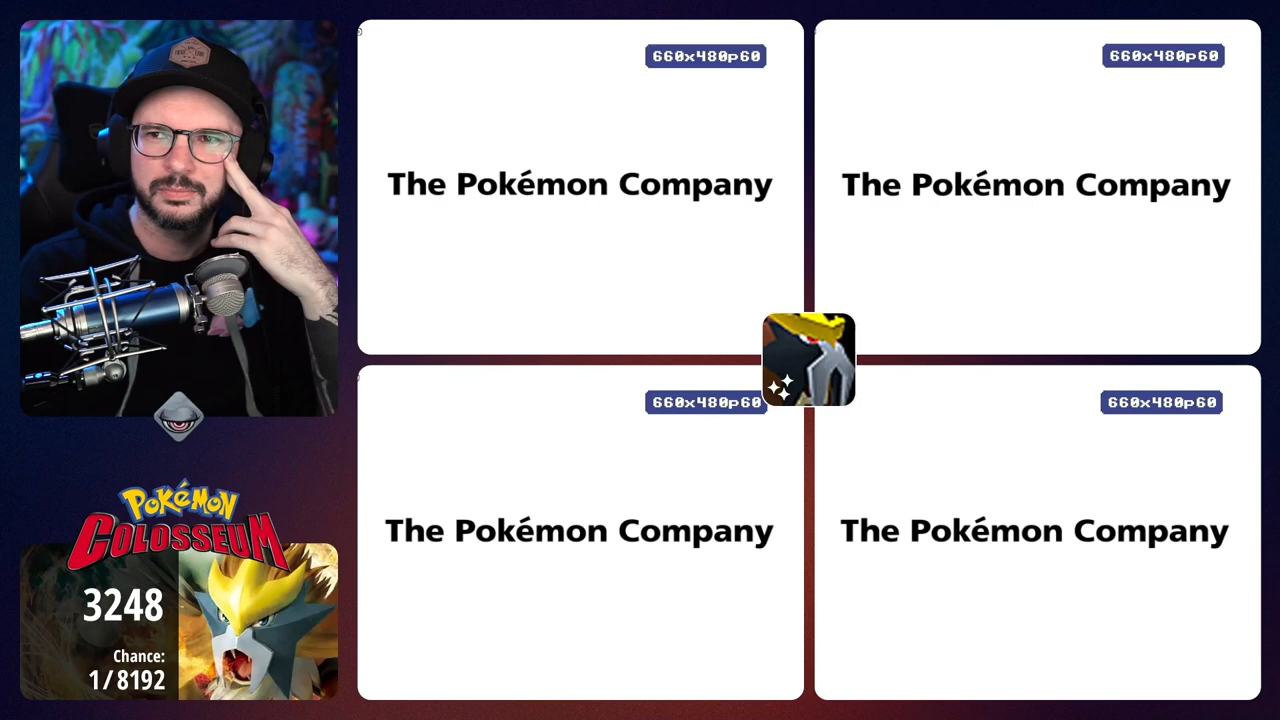 660x480p60
The Pokémon Company
660x480p60
The Pokémon Company
660x480p60
The Pokémon Company
660x480p60
The Pokémon Company
POKéMON
COLOSSEUM
3248
Chance:
1/8192